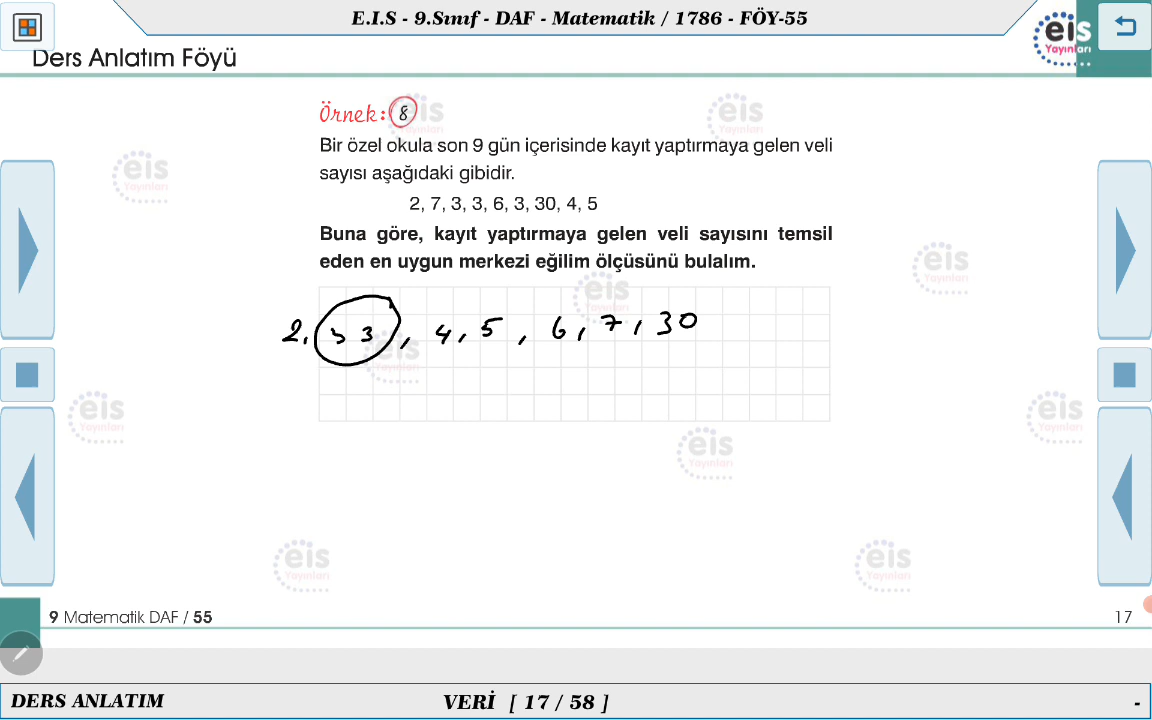 E.I.S - 9.Sınıf - DAF - Matematik / 1786 - FÖY-55
eis
Yayınları
Ders Anlatım Föyü
Örnek: 8
Bir özel okula son 9 gün içerisinde kayıt yaptırmaya gelen veli
sayısı aşağıdaki gibidir.
2, 7, 3, 3, 6, 3, 30, 4, 5
Buna göre, kayıt yaptırmaya gelen veli sayısını temsil
eden en uygun merkezi eğilim ölçüsünü bulalım.
2, 3 3, 4, 5, 6, 7, 30
9 Matematik DAF / 55
17
DERS ANLATIM
VERİ [ 17 / 58 ]
-